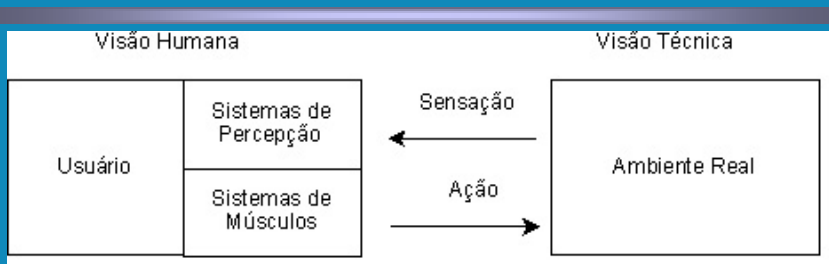 Visão Humana
Visão Técnica
Usuário
Sistemas de
Percepção
Sistemas de
Músculos
Sensação
Ação
Ambiente Real